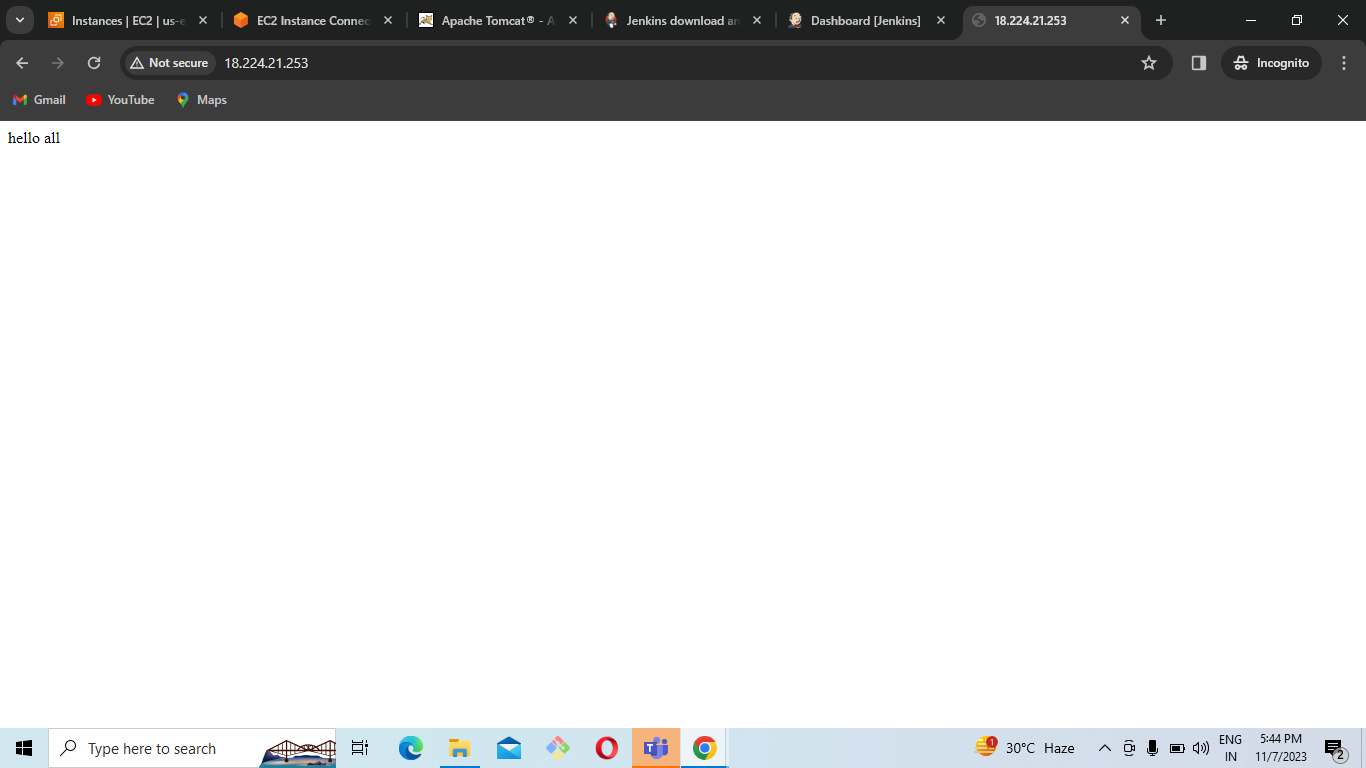 Instances | EC2 | us-e
EC2 Instance Connec
Apache Tomcat® - A
Jenkins download an
Dashboard [Jenkins]
18.224.21.253
Not secure
18.224.21.253
Incognito
Gmail
YouTube
Maps
hello all
Type here to search
1
30°C Haze
ENG
IN
5:44 PM
11/7/2023
2